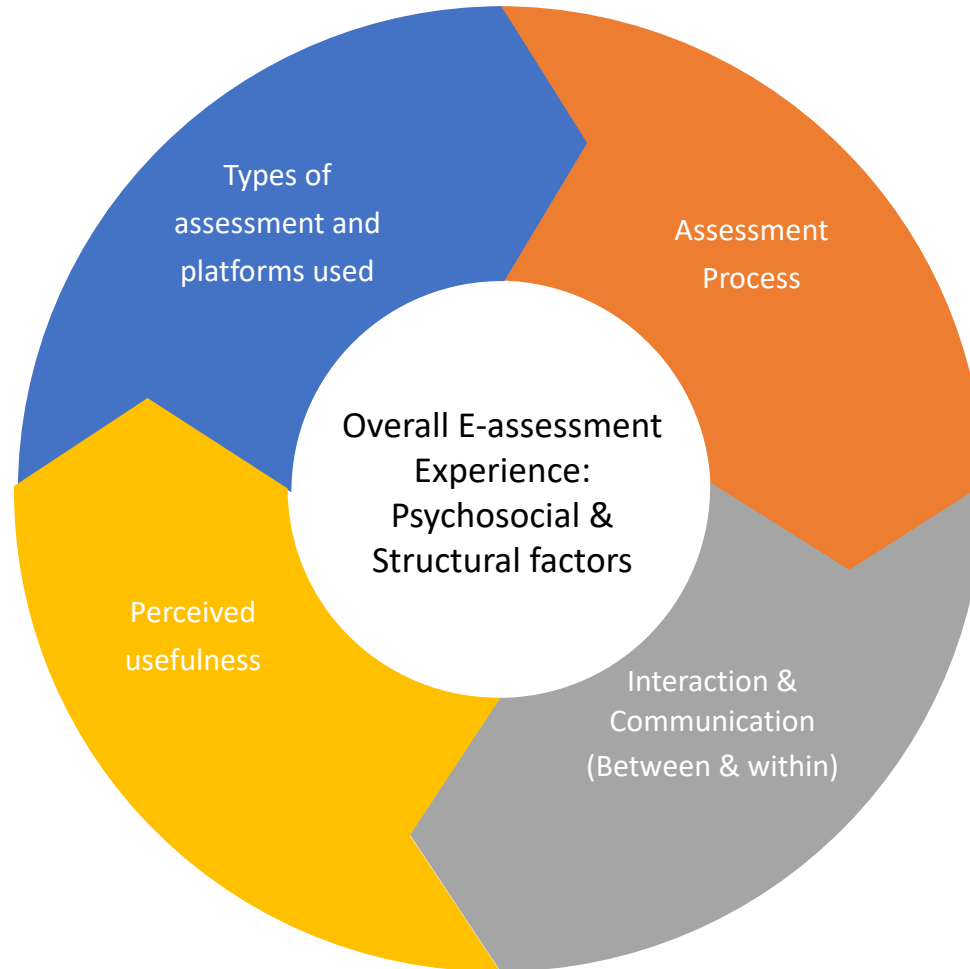 Types of
assessment and
platforms used
Assessment
Process
Overall E-assessment
Experience:
Psychosocial &
Structural factors
Perceived
usefulness
Interaction &
Communication
(Between & within)